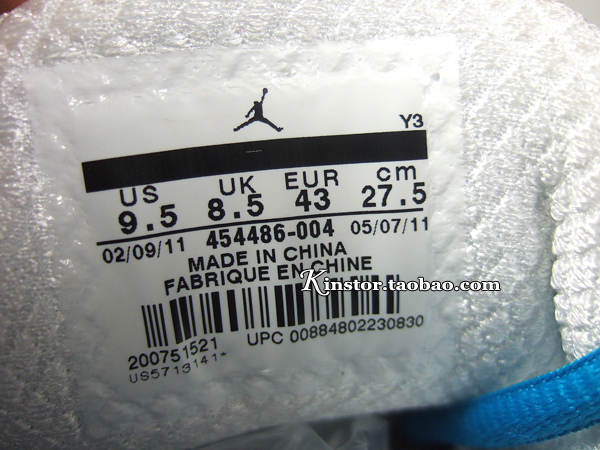 Y3
US UK EUR cm
9.5 8.5 43 27.5
02/09/11 454486-004 05/07/11
MADE IN CHINA
FABRIQUE EN CHINE
Kinstor.taobao.com
200751521 UPC 00884802230830
US5713141*